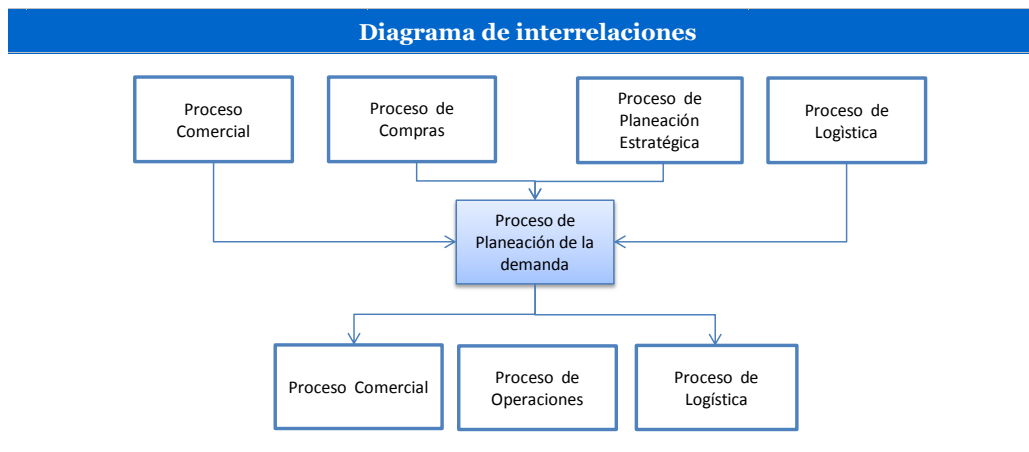 Diagrama de interrelaciones
Proceso
Comercial
Proceso de
Compras
Proceso de
Planeación
Estratégica
Proceso de
Logìstica
Proceso de
Planeación de la
demanda
Proceso Comercial
Proceso de
Operaciones
Proceso de
Logística